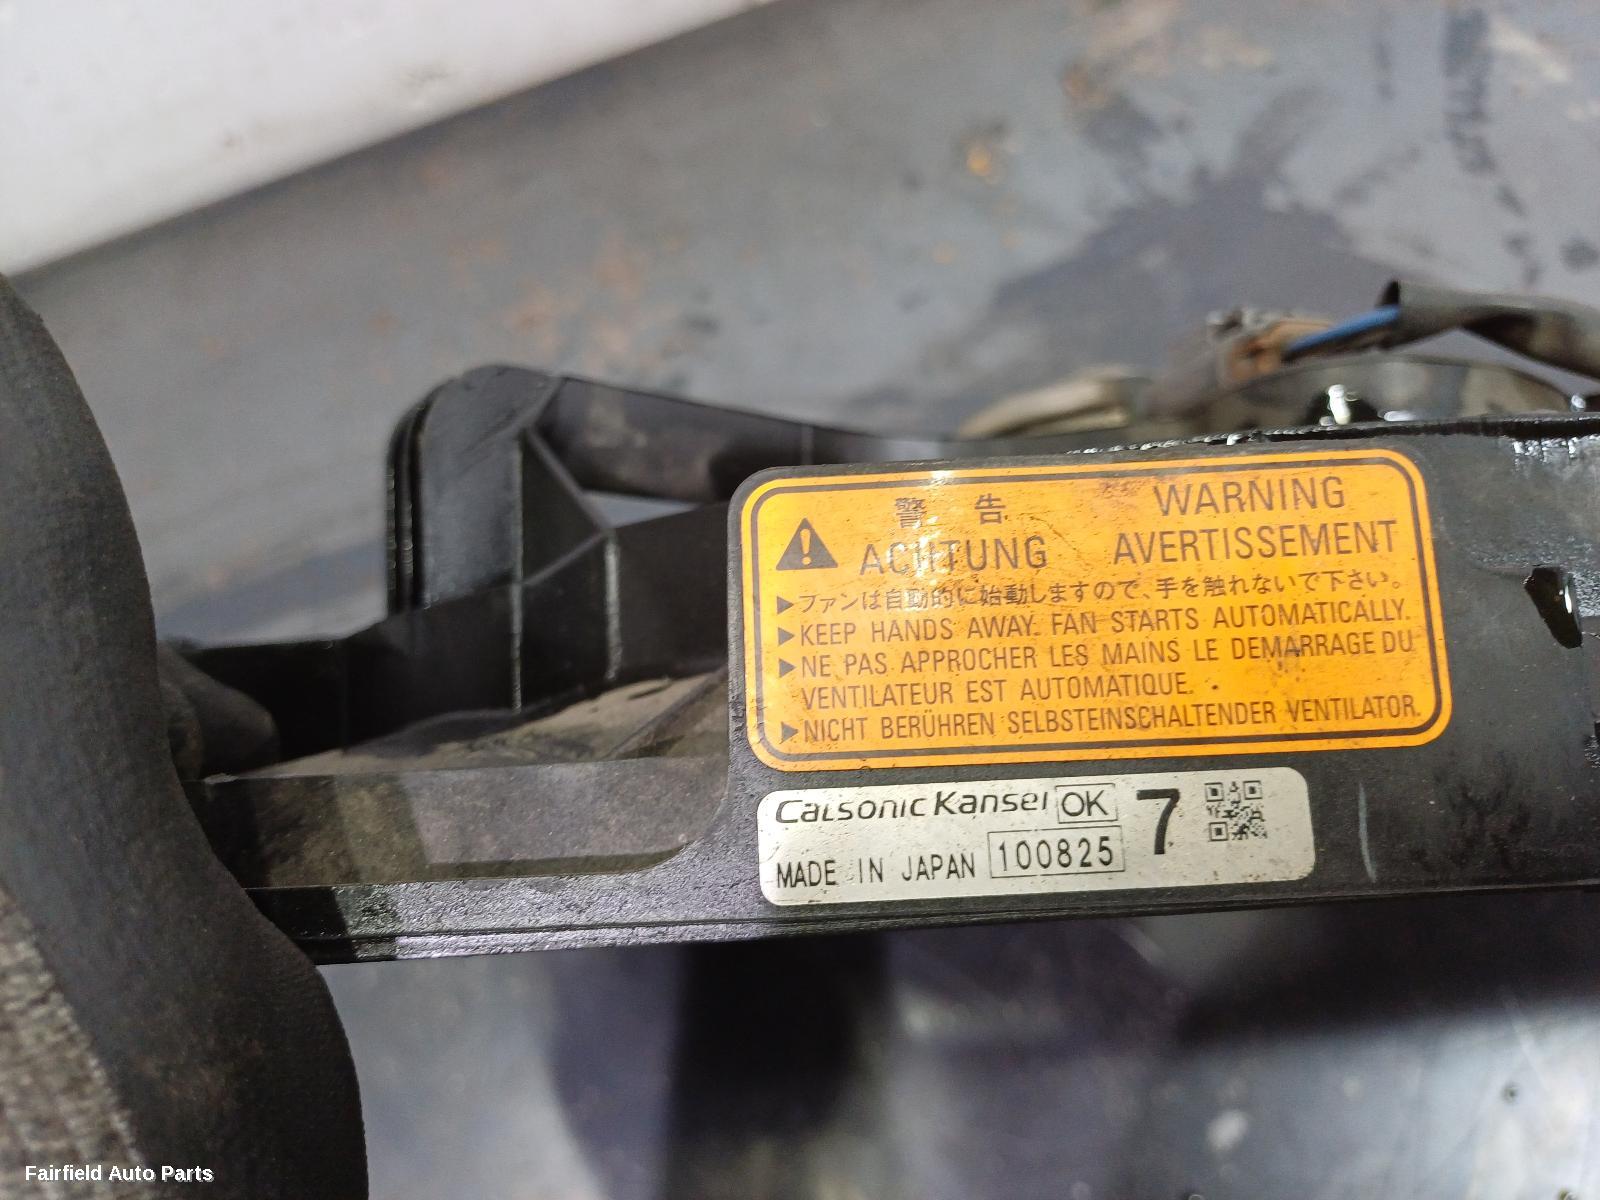 警告 WARNING
ACHTUNG AVERTISSEMENT
▶ファンは自動的に始動しますので、手を触れないで下さい。
▶KEEP HANDS AWAY. FAN STARTS AUTOMATICALLY.
▶NE PAS APPROCHER LES MAINS LE DEMARRAGE DU
VENTILATEUR EST AUTOMATIQUE.
▶NICHT BERÜHREN SELBSTEINSCHALTENDER VENTILATOR.
Calsonic Kansei OK 7
MADE IN JAPAN 100825
Fairfield Auto Parts